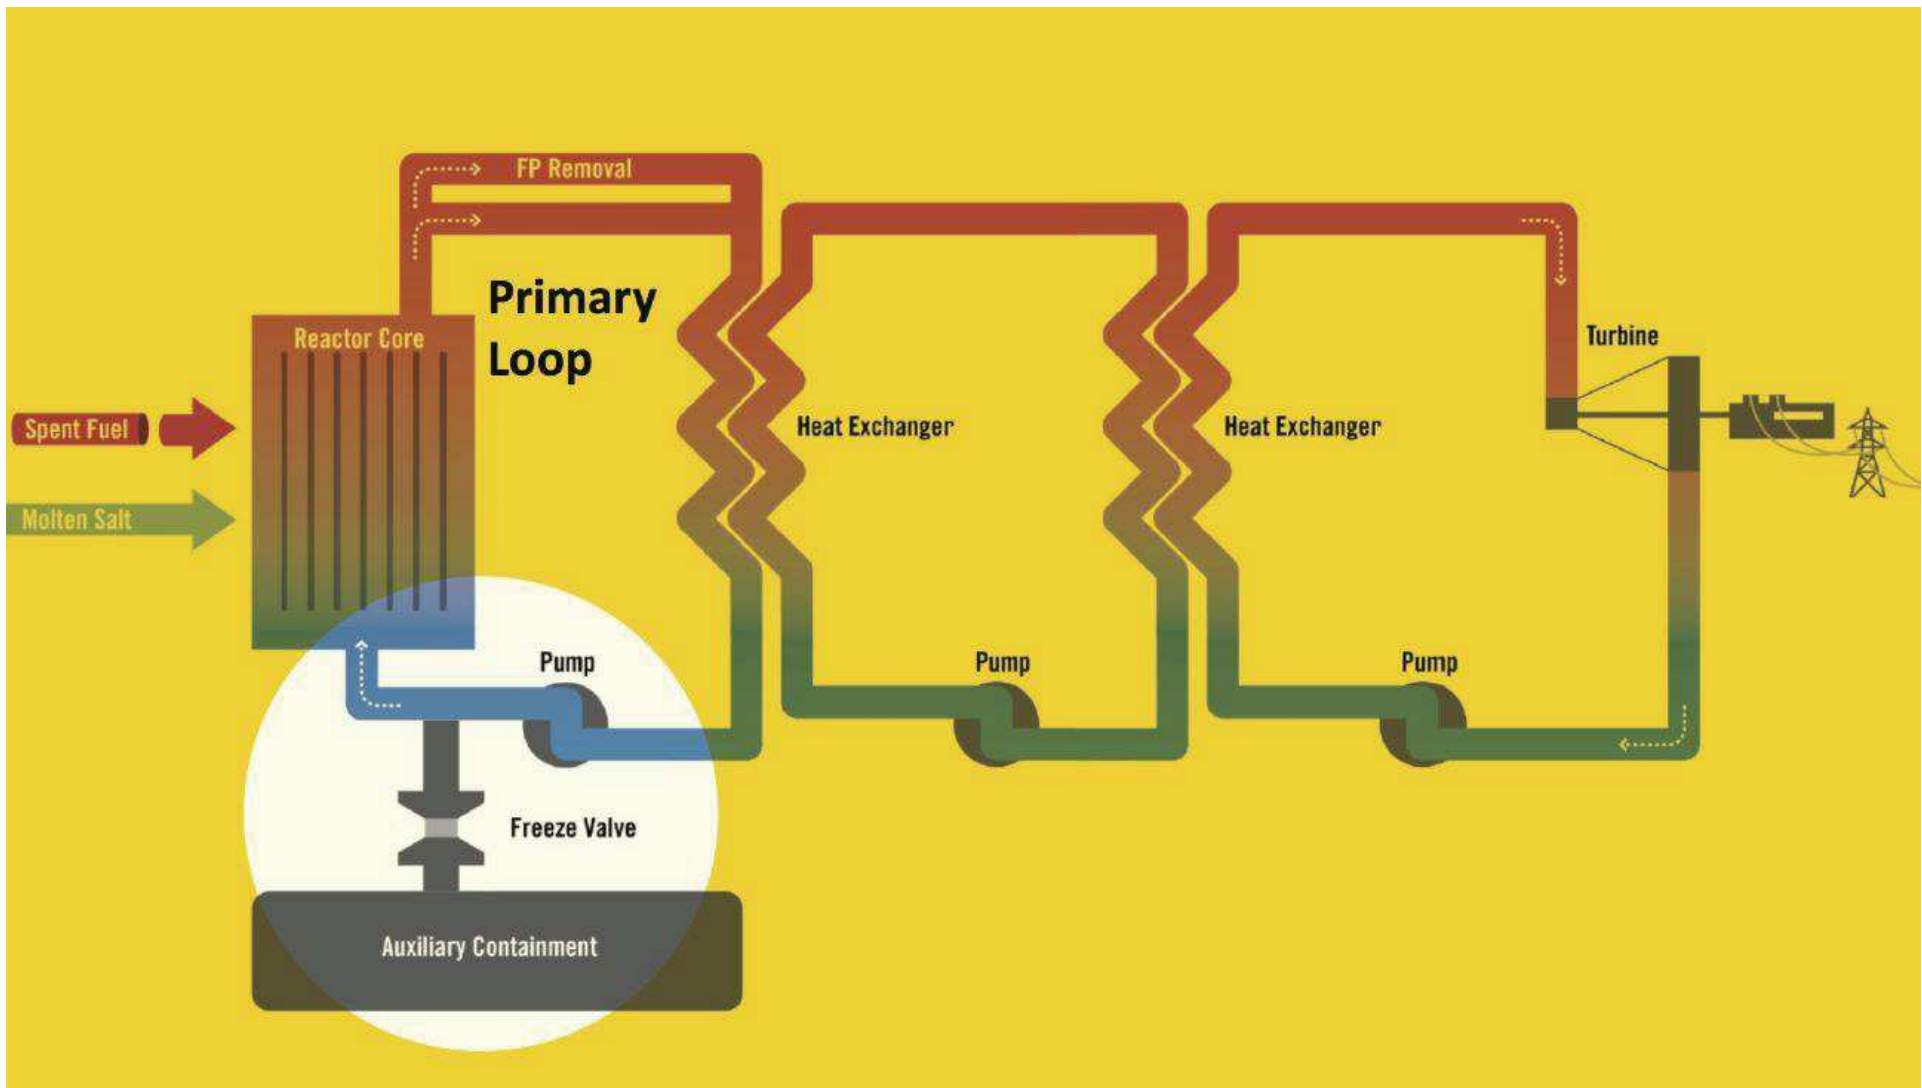 FP Removal
Primary
Loop
Reactor Core
Turbine
Spent Fuel
Heat Exchanger
Heat Exchanger
Molten Salt
Pump
Pump
Pump
Freeze Valve
Auxiliary Containment